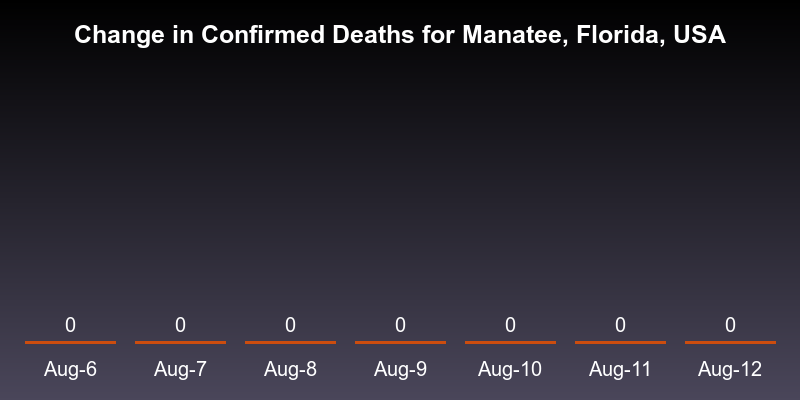 Change in Confirmed Deaths for Manatee, Florida, USA
0 0 0 0 0 0 0
Aug-6 Aug-7 Aug-8 Aug-9 Aug-10 Aug-11 Aug-12